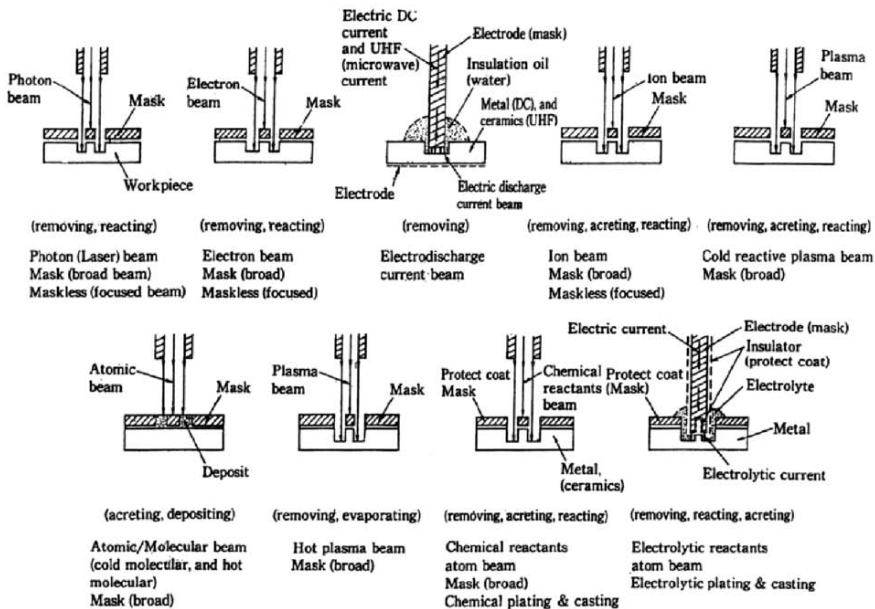 Photon
beam
Mask
Workpiece
(removing, reacting)
Photon (Laser) beam
Mask (broad beam)
Maskless (focused beam)
Electron
beam
Mask
(removing, reacting)
Electron beam
Mask (broad)
Maskless (focused)
Electric DC
current
and UHF
(microwave)
current
Electrode (mask)
Insulation oil
(water)
Metal (DC), and
ceramics (UHF)
Electrode
Electric discharge
current beam
(removing)
Electrodischarge
current beam
Ion beam
Mask
(removing, acreting, reacting)
Ion beam
Mask (broad)
Maskless (focused)
Plasma
beam
Mask
(removing, acreting, reacting)
Cold reactive plasma beam
Mask (broad)
Atomic
beam
Mask
Deposit
(acreting, depositing)
Atomic/Molecular beam
(cold molecular, and hot
molecular)
Mask (broad)
Plasma
beam
Mask
(removing, evaporating)
Hot plasma beam
Mask (broad)
Protect coat
Mask
Chemical
reactants
beam
Metal,
(ceramics)
(removing, acreting, reacting)
Chemical reactants
atom beam
Mask (broad)
Chemical plating & casting
Electric current
Electrode (mask)
Insulator
(protect coat)
Protect coat
(Mask)
Electrolyte
Metal
Electrolytic current
(removing, reacting, acreting)
Electrolytic reactants
atom beam
Electrolytic plating & casting